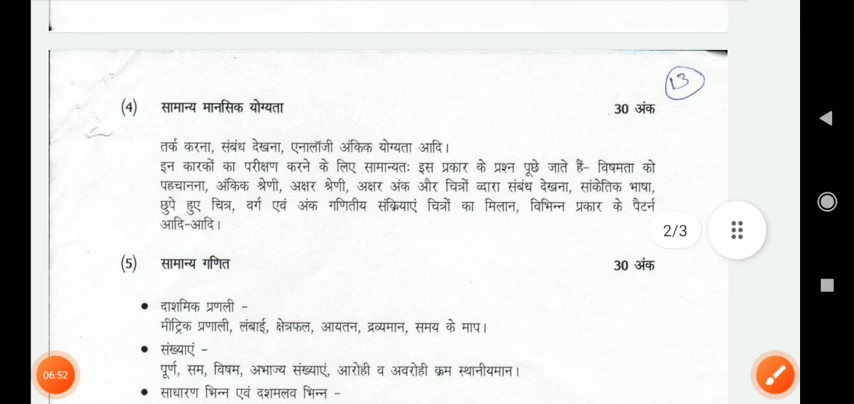 13
(4) सामान्य मानसिक योग्यता 30 अंक
तर्क करना, संबंध देखना, एनालॉजी अंकिक योग्यता आदि।
इन कारकों का परीक्षण करने के लिए सामान्यतः इस प्रकार के प्रश्न पूछे जाते हैं- विषमता को
पहचानना, अंकिक श्रेणी, अक्षर श्रेणी, अक्षर अंक और चित्रों व्दारा संबंध देखना, सांकेतिक भाषा,
छुपे हुए चित्र, वर्ग एवं अंक गणितीय संक्रियाएं चित्रों का मिलान, विभिन्न प्रकार के पैटर्न
आदि-आदि।
2/3
(5) सामान्य गणित 30 अंक
• दाशमिक प्रणली -
मीट्रिक प्रणाली, लंबाई, क्षेत्रफल, आयतन, द्रव्यमान, समय के माप।
• संख्याएं -
पूर्ण, सम, विषम, अभाज्य संख्याएं, आरोही व अवरोही क्रम स्थानीयमान।
06:52
• साधारण भिन्न एवं दशमलव भिन्न -